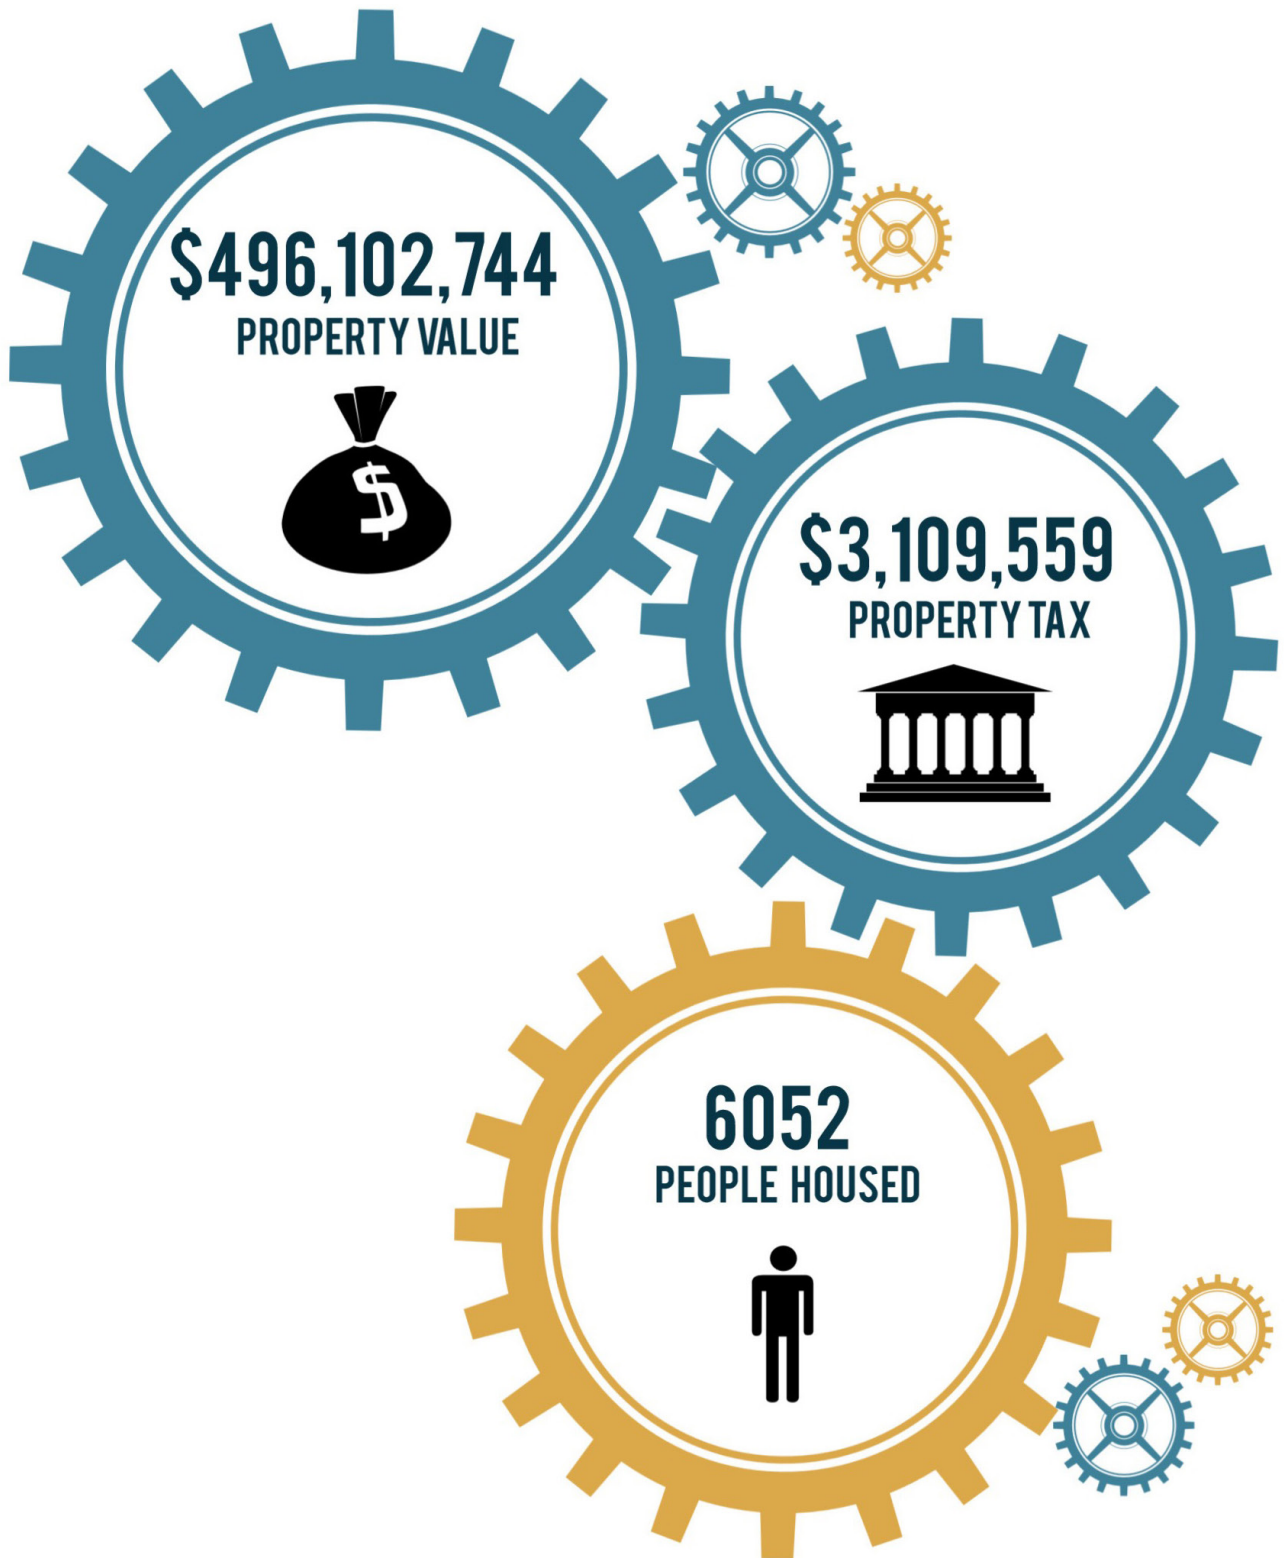 $496,102,744
PROPERTY VALUE
$
$3,109,559
PROPERTY TAX
6052
PEOPLE HOUSED